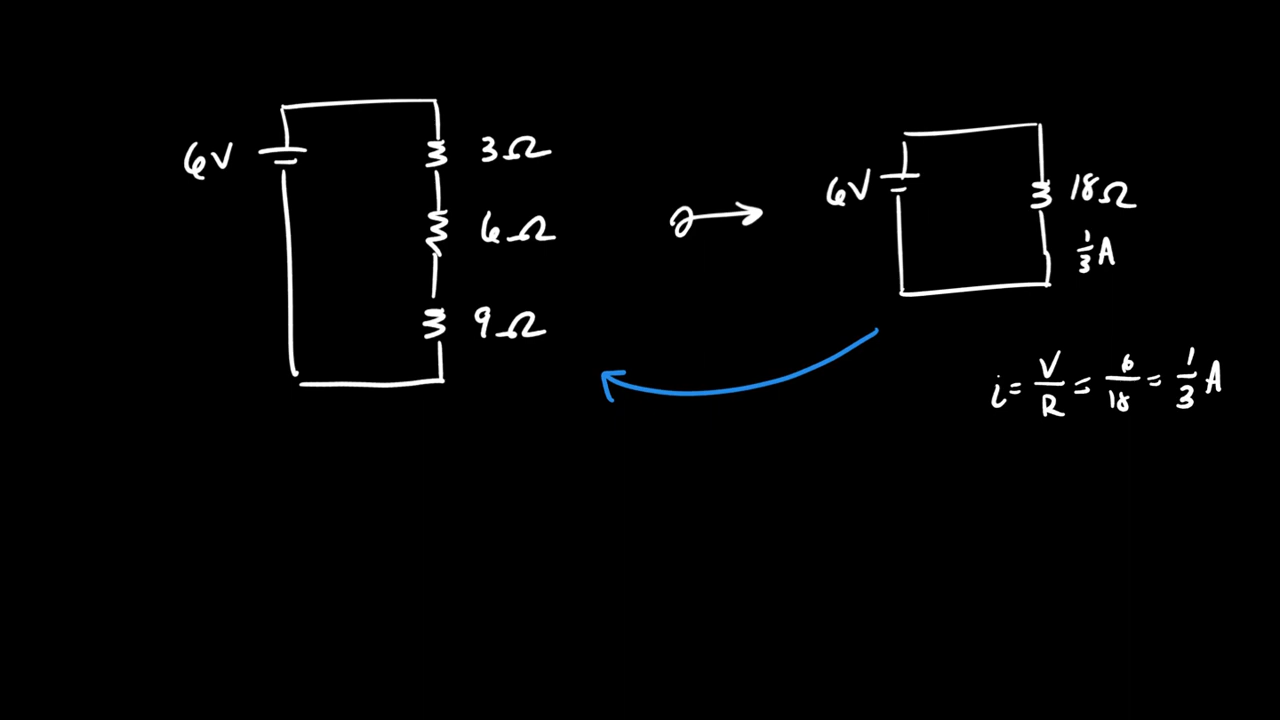 6V
3Ω
6Ω
9Ω
6V
18Ω
1/3 A
i = V/R = 6/18 = 1/3 A